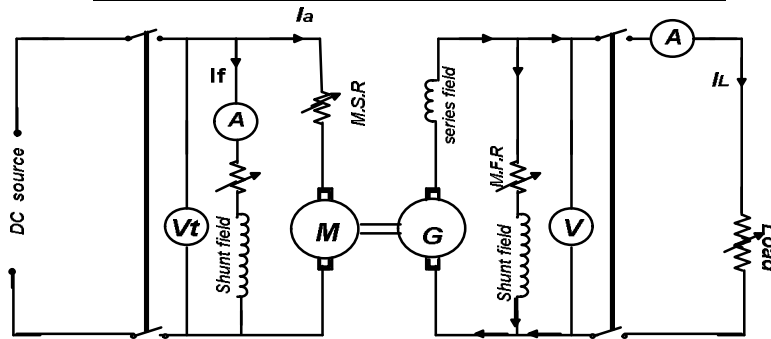 Ia
If
A
M.S.R
DC source
Vt
Shunt field
M
G
series field
M.F.R
Shunt field
V
A
IL
Load